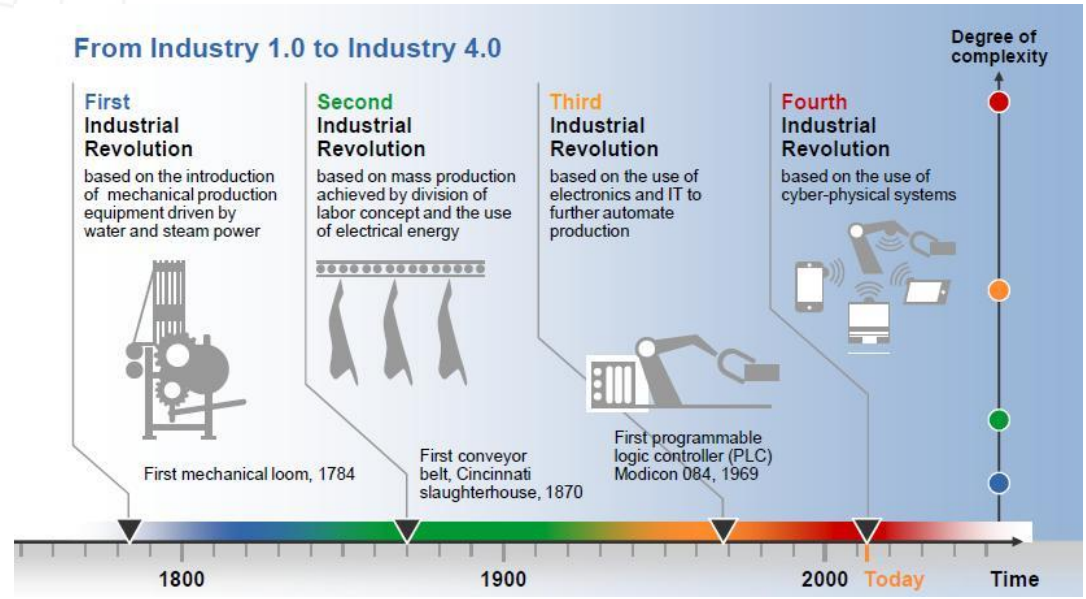 From Industry 1.0 to Industry 4.0
Degree of
complexity
First
Industrial
Revolution
based on the introduction
of mechanical production
equipment driven by
water and steam power
Second
Industrial
Revolution
based on mass production
achieved by division of
labor concept and the use
of electrical energy
Third
Industrial
Revolution
based on the use of
electronics and IT to
further automate
production
Fourth
Industrial
Revolution
based on the use of
cyber-physical systems
First mechanical loom, 1784
First conveyor
belt, Cincinnati
slaughterhouse, 1870
First programmable
logic controller (PLC)
Modicon 084, 1969
1800
1900
2000
Today
Time